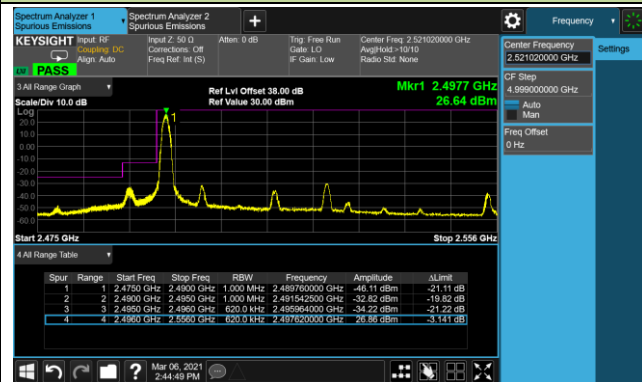 Spectrum Analyzer 1
Spurious Emissions
Spectrum Analyzer 2
Spurious Emissions
Frequency
KEYSIGHT
Input: RF
Coupling: DC
Align: Auto
Input Z: 50 Ω
Corrections: Off
Freq Ref: Int (S)
Atten: 0 dB
Trig: Free Run
Gate: LO
IF Gain: Low
Center Freq: 2.521020000 GHz
Avg|Hold:>10/10
Radio Std: None
PASS
Center Frequency
2.521020000 GHz
Settings
CF Step
4.999000000 GHz
Auto
Man
Freq Offset
0 Hz
3 All Range Graph
Ref Lvl Offset 38.00 dB
Ref Value 30.00 dBm
Mkr1 2.4977 GHz
26.64 dBm
Scale/Div 10.0 dB
Log
20.0
10.0
0.00
-10.0
-20.0
-30.0
-40.0
-50.0
-60.0
1
Start 2.475 GHz
Stop 2.556 GHz
4 All Range Table
Spur Range Start Freq Stop Freq RBW Frequency Amplitude ΔLimit
1 1 2.4750 GHz 2.4900 GHz 1.000 MHz 2.489760000 GHz -46.11 dBm -21.11 dB
2 2 2.4900 GHz 2.4950 GHz 1.000 MHz 2.491542500 GHz -32.82 dBm -19.82 dB
3 3 2.4950 GHz 2.4960 GHz 620.0 kHz 2.495964000 GHz -34.22 dBm -21.22 dB
4 4 2.4960 GHz 2.5560 GHz 620.0 kHz 2.497620000 GHz 26.86 dBm -3.141 dB
Mar 06, 2021
2:44:49 PM